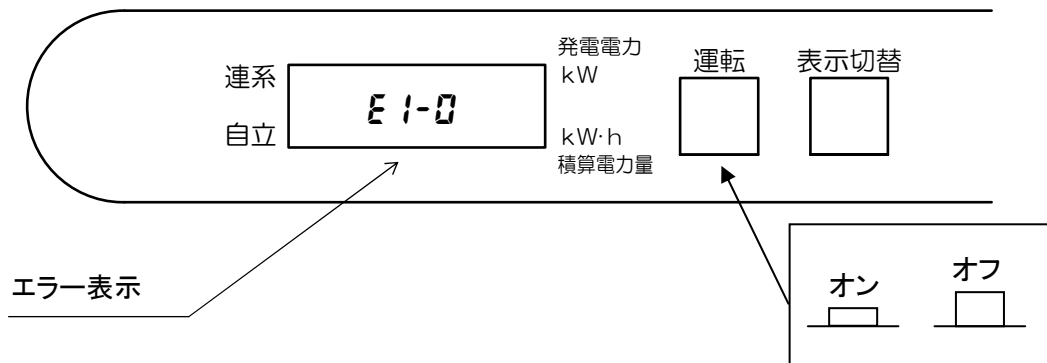 発電電力
連系
kW
運転
表示切替
E1-0
自立
kW·h
積算電力量
エラー表示
オン
オフ